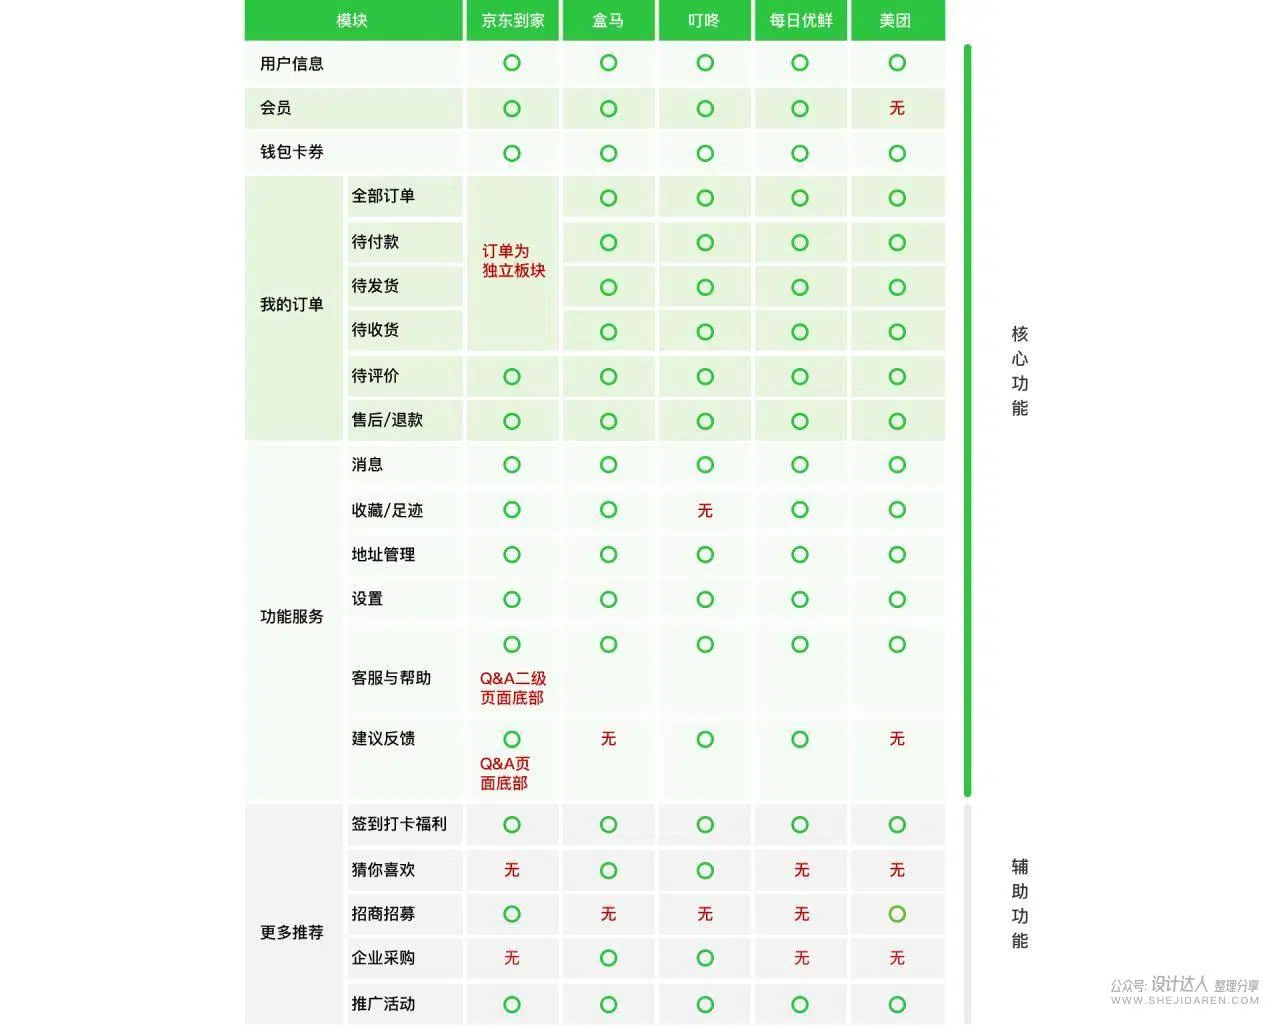 模块 京东到家 盒马 叮咚 每日优鲜 美团
用户信息
会员 无
钱包卡券
我的订单
全部订单
待付款
待发货
待收货
订单为
独立板块
待评价
售后/退款
功能服务
消息
收藏/足迹 无
地址管理
设置
客服与帮助
Q&A二级
页面底部
建议反馈 无 无
Q&A页
面底部
更多推荐
签到打卡福利
猜你喜欢 无 无 无
招商招募 无 无 无
企业采购 无 无 无
推广活动
核
心
功
能
辅
助
功
能
公众号: 设计达人 整理分享
WWW.SHEJIDAREN.COM